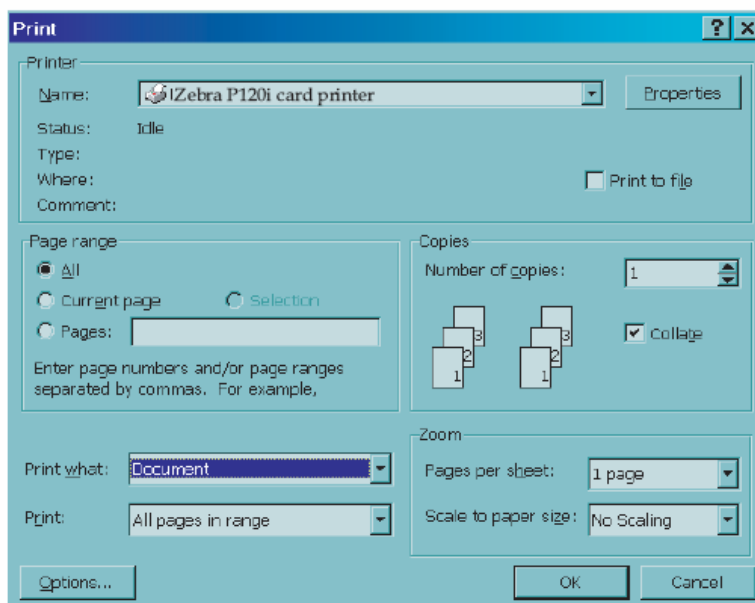 Print
Printer
Name: Zebra P120i card printer Properties
Status: Idle
Type:
Where: Print to file
Comment:
Page range
All
Current page Selection
Pages:
Enter page numbers and/or page ranges
separated by commas. For example,
Copies
Number of copies: 1
3 3
2 2
1 1
Collate
Print what: Document
Print: All pages in range
Zoom
Pages per sheet: 1 page
Scale to paper size: No Scaling
Options... OK Cancel